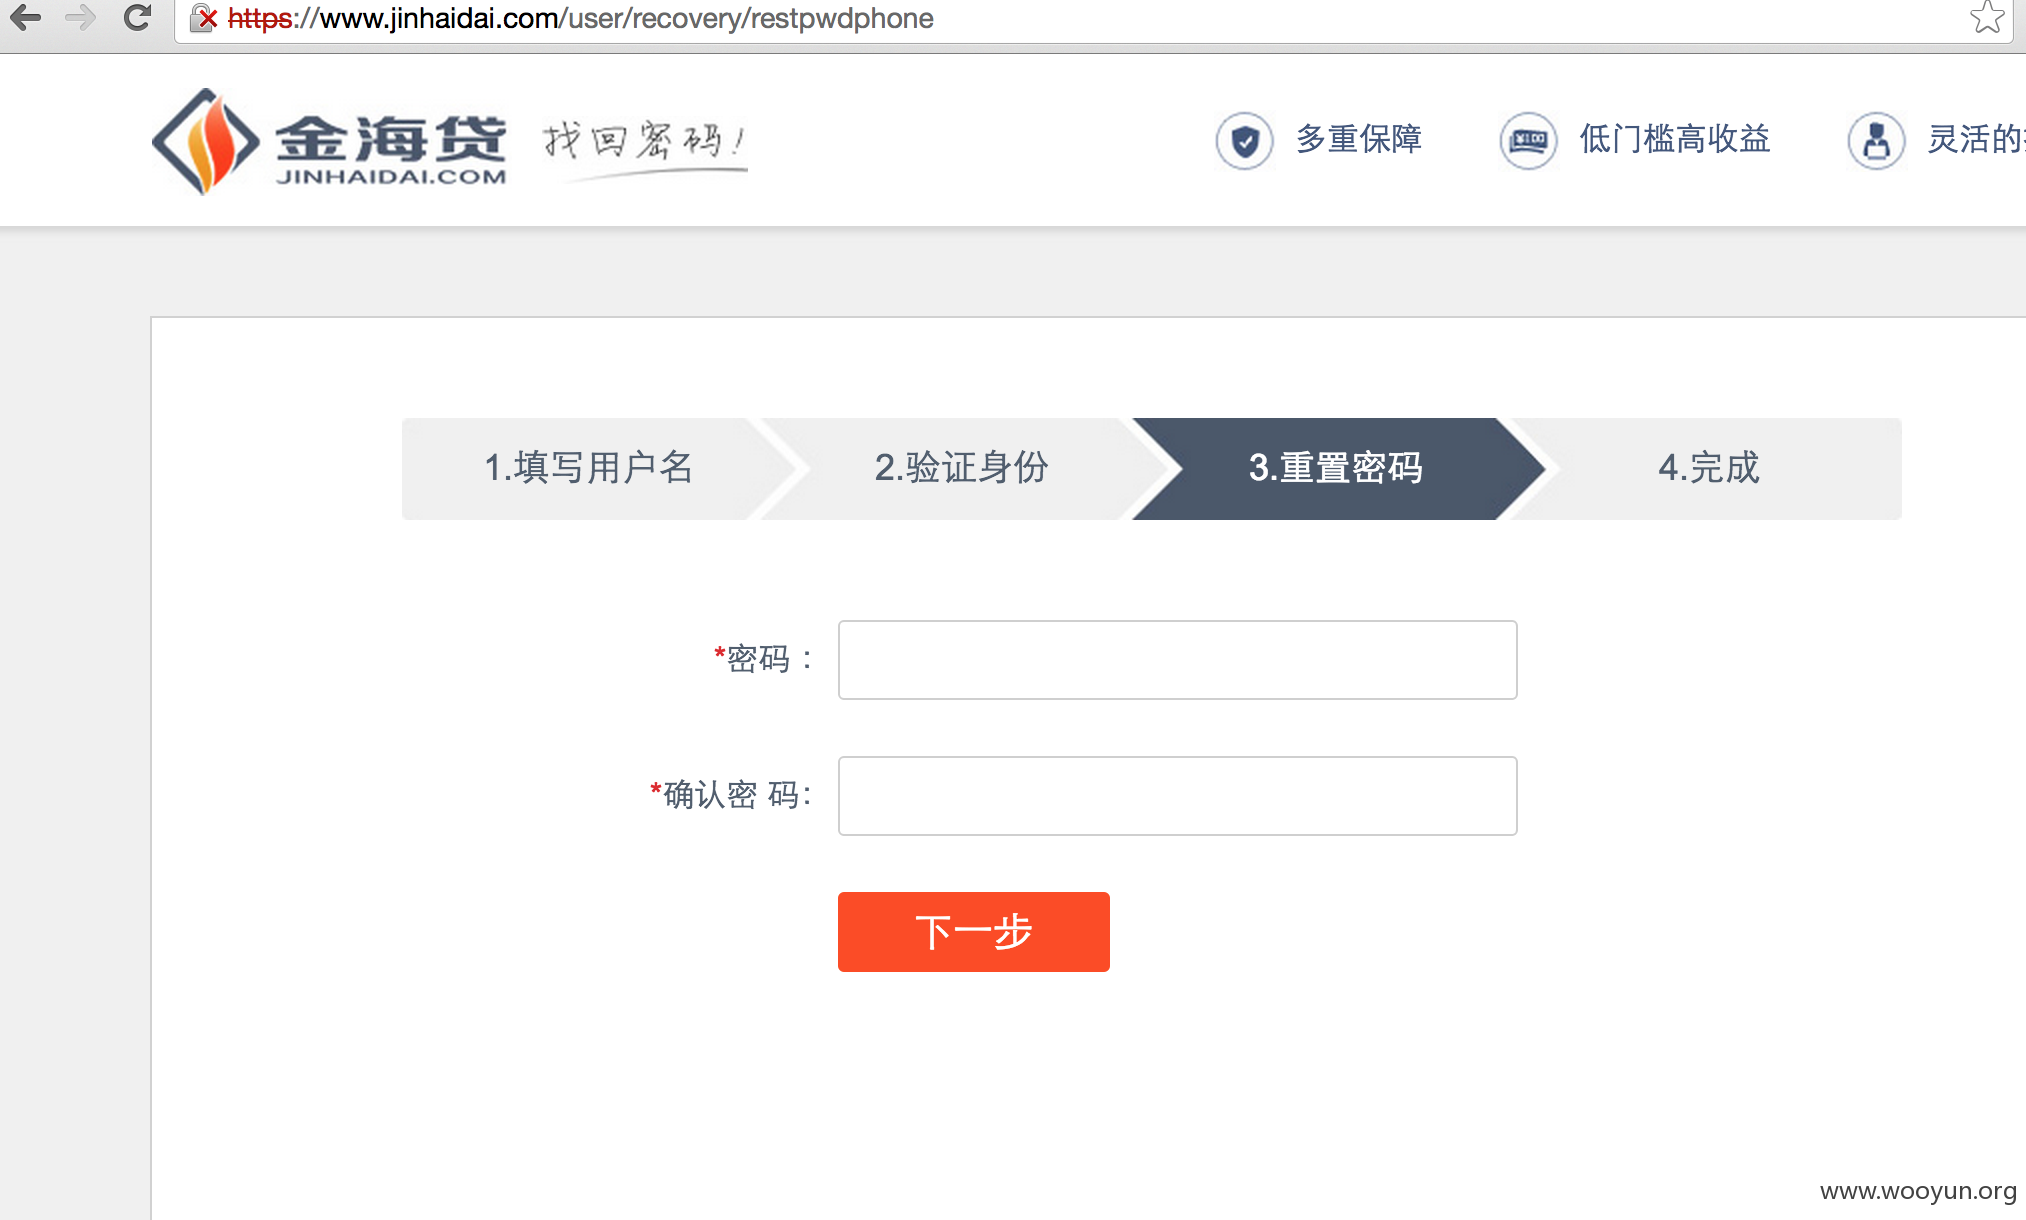 https://www.jinhaidai.com/user/recovery/restpwdphone
金海贷
JINHAIDAI.COM
找回密码!
多重保障
低门槛高收益
灵活的
1.填写用户名
2.验证身份
3.重置密码
4.完成
*密码：
*确认密 码:
下一步
www.wooyun.org